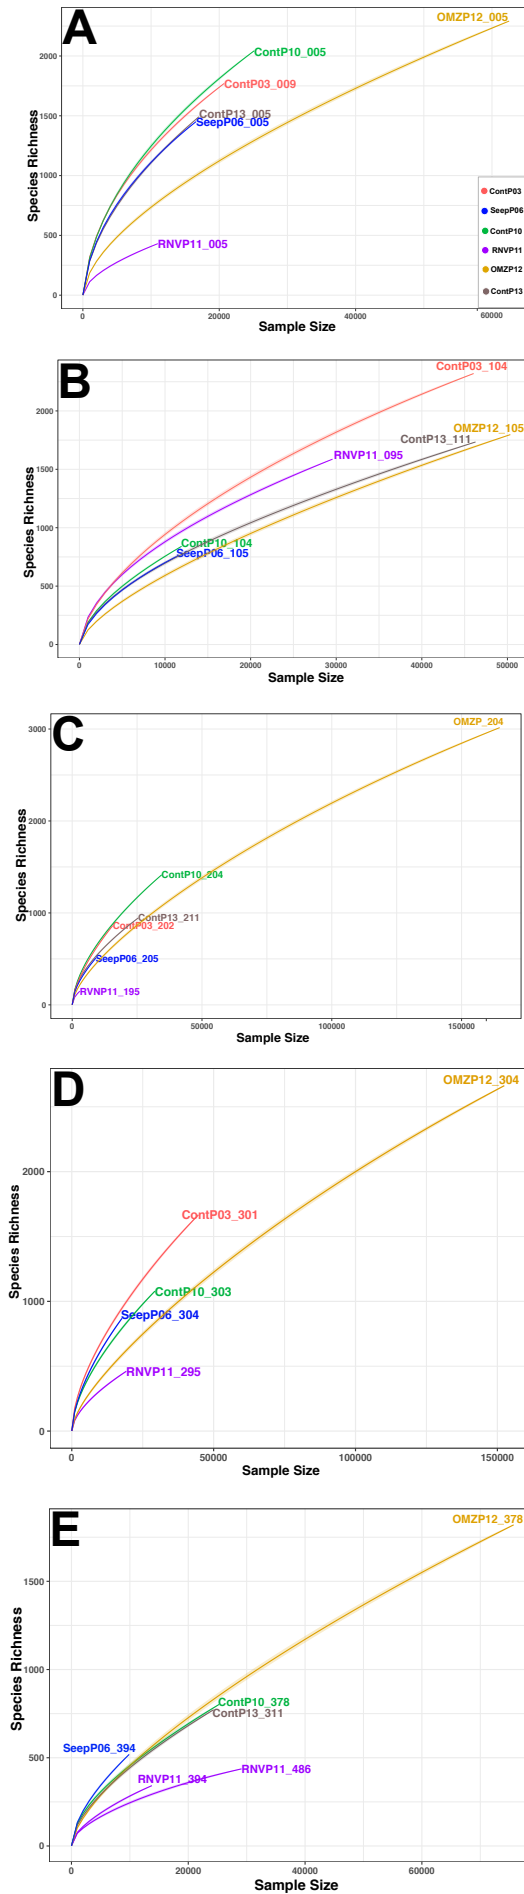 A
OMZP12_005
ContP10_005
ContP03_009
ContP13_005
SeepP06_005
RNVP11_005
ContP03
SeepP06
ContP10
RNVP11
OMZP12
ContP13
Species Richness
2000
1500
1000
500
0
0 20000 40000 60000
Sample Size
B
ContP03_104
OMZP12_105
ContP13_111
RNVP11_095
ContP10_104
SeepP06_105
Species Richness
2000
1500
1000
500
0
0 10000 20000 30000 40000 50000
Sample Size
C
OMZP_204
ContP10_204
ContP13_211
ContP03_202
SeepP06_205
RVNP11_195
Species Richness
3000
2000
1000
0
0 50000 100000 150000
Sample Size
D
OMZP12_304
ContP03_301
ContP10_303
SeepP06_304
RNVP11_295
Species Richness
2000
1000
0
0 50000 100000 150000
Sample Size
E
OMZP12_378
ContP10_378
ContP13_311
SeepP06_394
RNVP11_394
RNVP11_486
Species Richness
1500
1000
500
0
0 20000 40000 60000
Sample Size